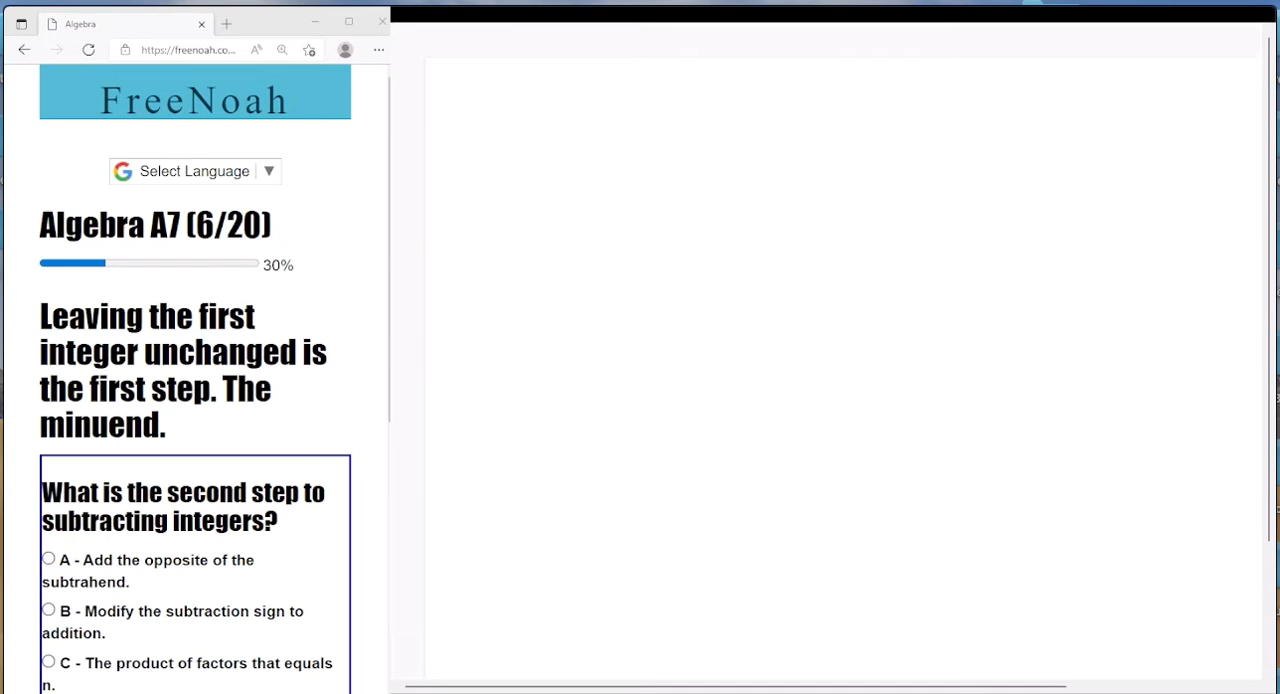 Algebra
https://freenoah.co...
FreeNoah
Select Language ▼
Algebra A7 (6/20)
30%
Leaving the first
integer unchanged is
the first step. The
minuend.
What is the second step to
subtracting integers?
A - Add the opposite of the
subtrahend.
B - Modify the subtraction sign to
addition.
C - The product of factors that equals
n.